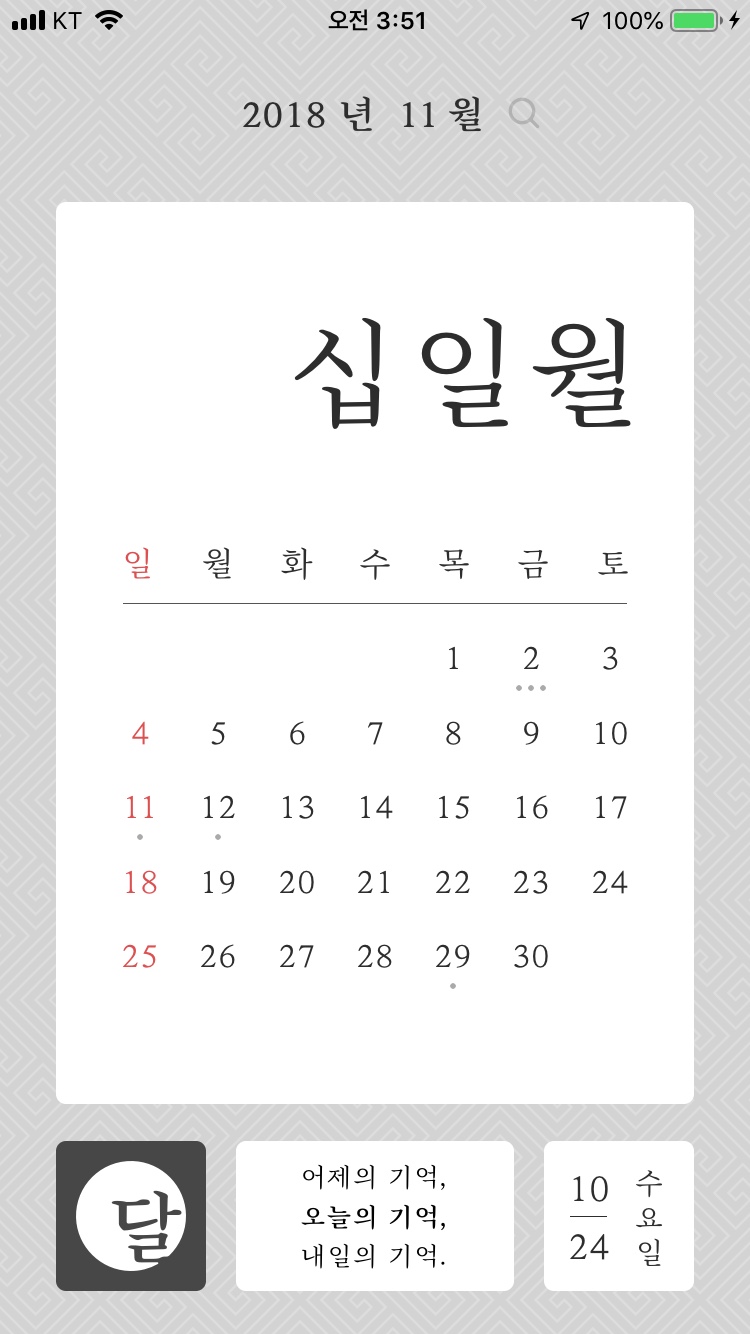 KT 오전 3:51 100%
2018 년 11 월
십일월
일 월 화 수 목 금 토
1 2 3
4 5 6 7 8 9 10
11 12 13 14 15 16 17
18 19 20 21 22 23 24
25 26 27 28 29 30
달
어제의 기억,
오늘의 기억,
내일의 기억.
10
24
수요일